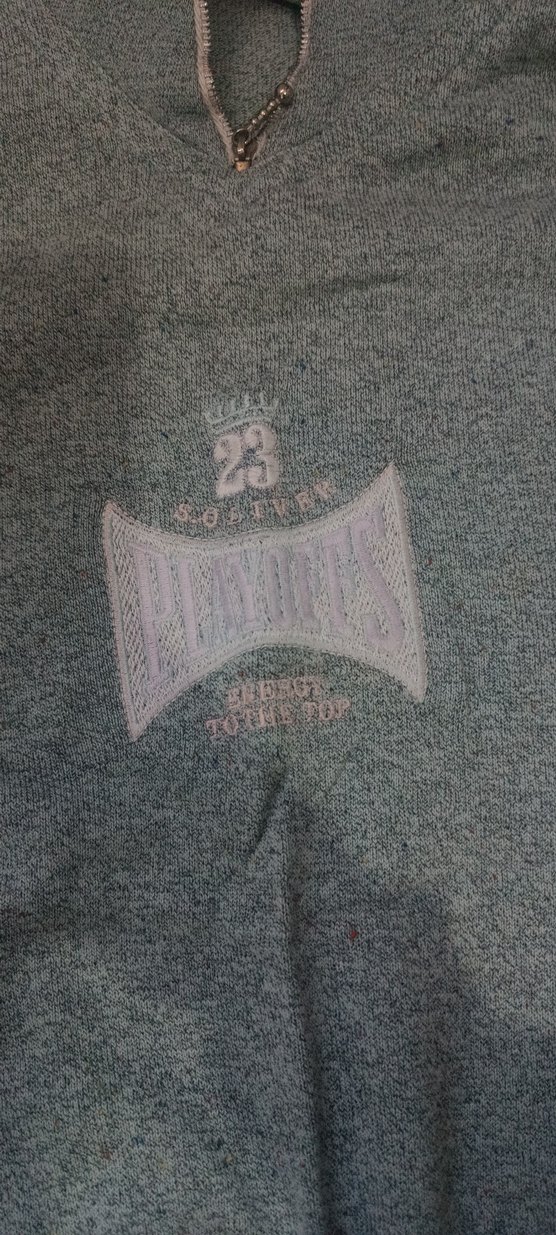 23
S.OLIVER
PLAYOFFS
ENERGY
TO THE TOP